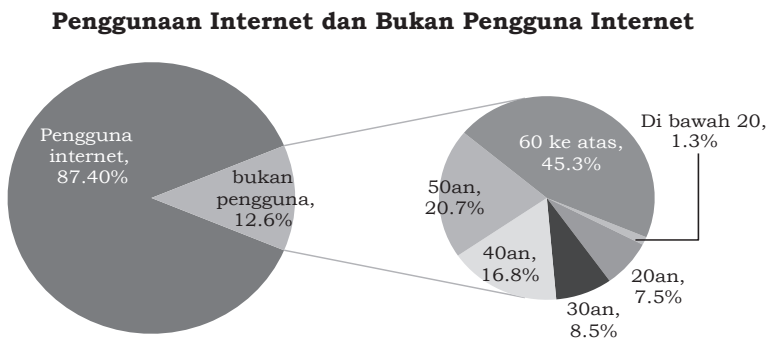 Penggunaan Internet dan Bukan Pengguna Internet
Pengguna
internet,
87.40%
bukan
pengguna,
12.6%
60 ke atas,
45.3%
Di bawah 20,
1.3%
50an,
20.7%
40an,
16.8%
30an,
8.5%
20an,
7.5%